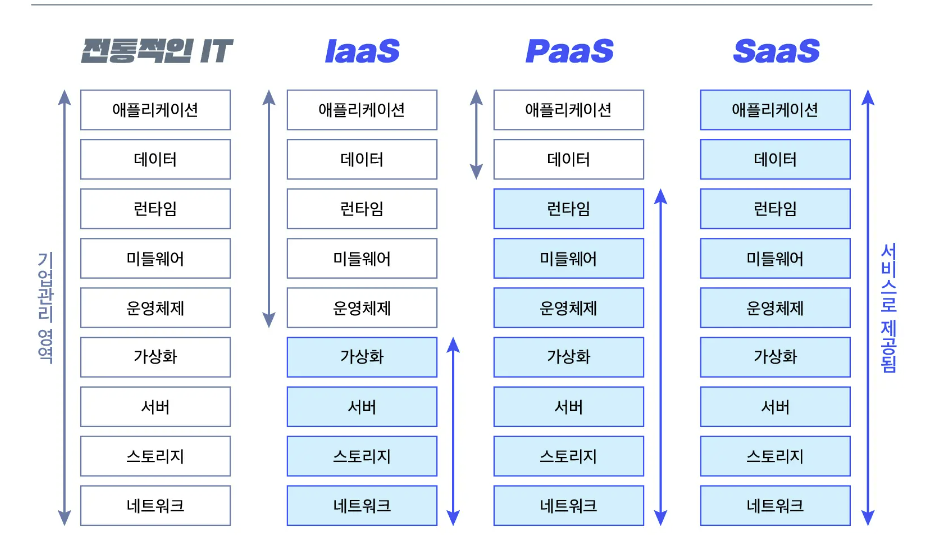 전통적인 IT
IaaS
PaaS
SaaS
기업관리 영역
애플리케이션
데이터
런타임
미들웨어
운영체제
가상화
서버
스토리지
네트워크
애플리케이션
데이터
런타임
미들웨어
운영체제
가상화
서버
스토리지
네트워크
애플리케이션
데이터
런타임
미들웨어
운영체제
가상화
서버
스토리지
네트워크
애플리케이션
데이터
런타임
미들웨어
운영체제
가상화
서버
스토리지
네트워크
서비스로 제공됨